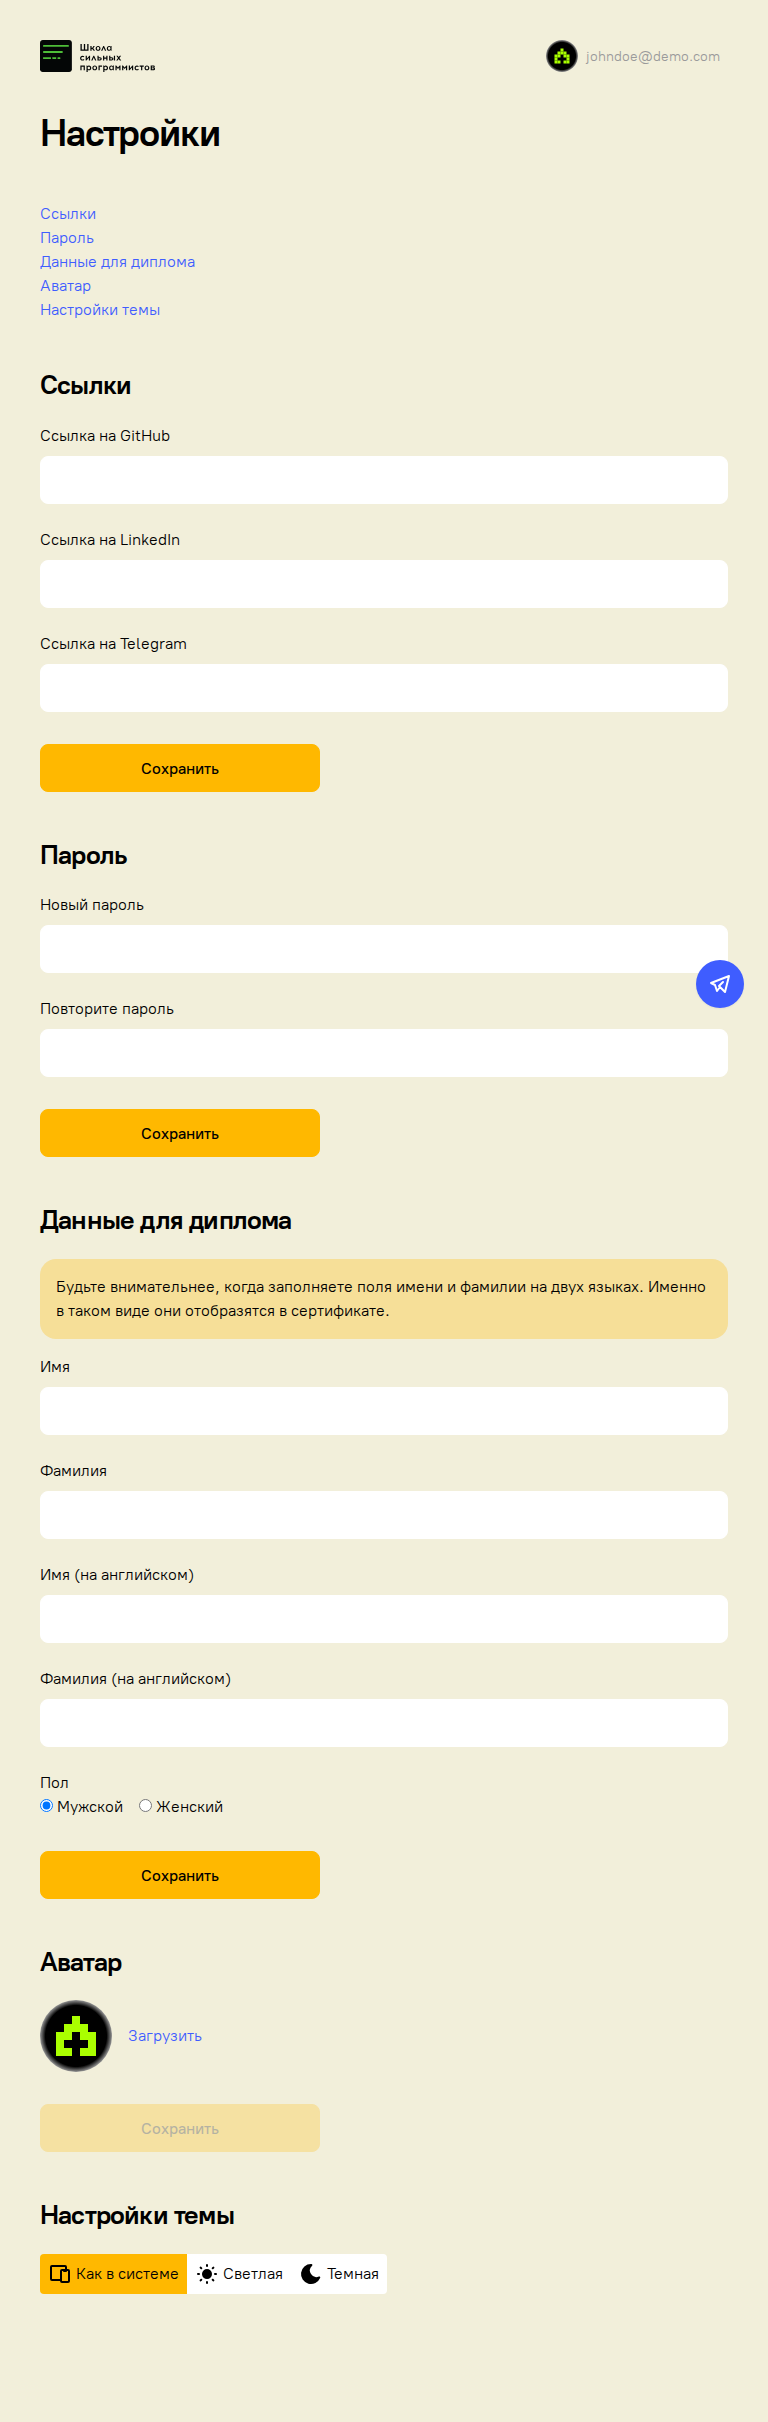 Школа
сильных
программистов
johndoe@demo.com
Настройки
Ссылки
Пароль
Данные для диплома
Аватар
Настройки темы
Ссылки
Ссылка на GitHub
Ссылка на LinkedIn
Ссылка на Telegram
Сохранить
Пароль
Новый пароль
Повторите пароль
Сохранить
Данные для диплома
Будьте внимательнее, когда заполняете поля имени и фамилии на двух языках. Именно
в таком виде они отобразятся в сертификате.
Имя
Фамилия
Имя (на английском)
Фамилия (на английском)
Пол
Мужской Женский
Сохранить
Аватар
Загрузить
Сохранить
Настройки темы
Как в системе Светлая Темная